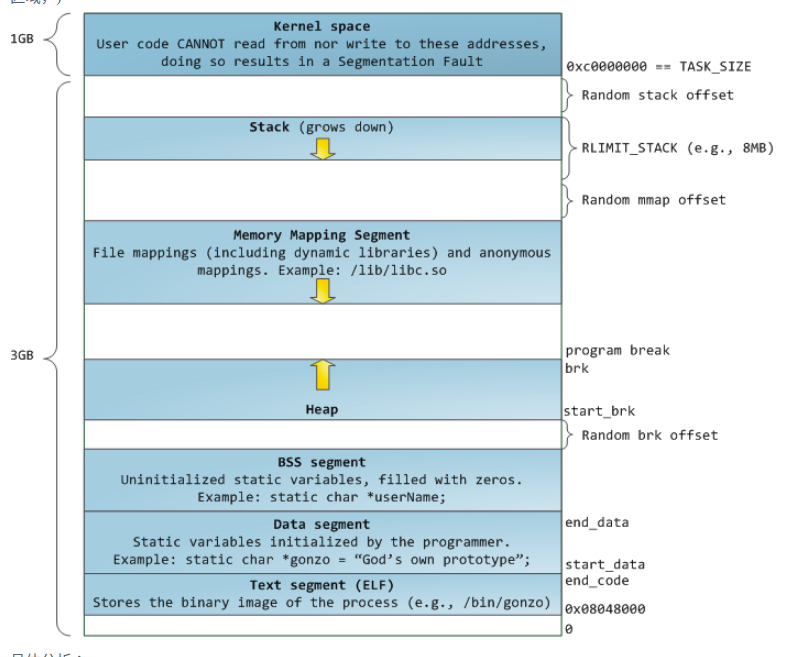 1GB
Kernel space
User code CANNOT read from nor write to these addresses,
doing so results in a Segmentation Fault
0xc0000000 == TASK_SIZE
Random stack offset
Stack (grows down)
RLIMIT_STACK (e.g., 8MB)
Random mmap offset
Memory Mapping Segment
File mappings (including dynamic libraries) and anonymous
mappings. Example: /lib/libc.so
3GB
program break
brk
Heap
start_brk
Random brk offset
BSS segment
Uninitialized static variables, filled with zeros.
Example: static char *userName;
Data segment
Static variables initialized by the programmer.
Example: static char *gonzo = “God’s own prototype”;
end_data
start_data
Text segment (ELF)
Stores the binary image of the process (e.g., /bin/gonzo)
end_code
0x08048000
0